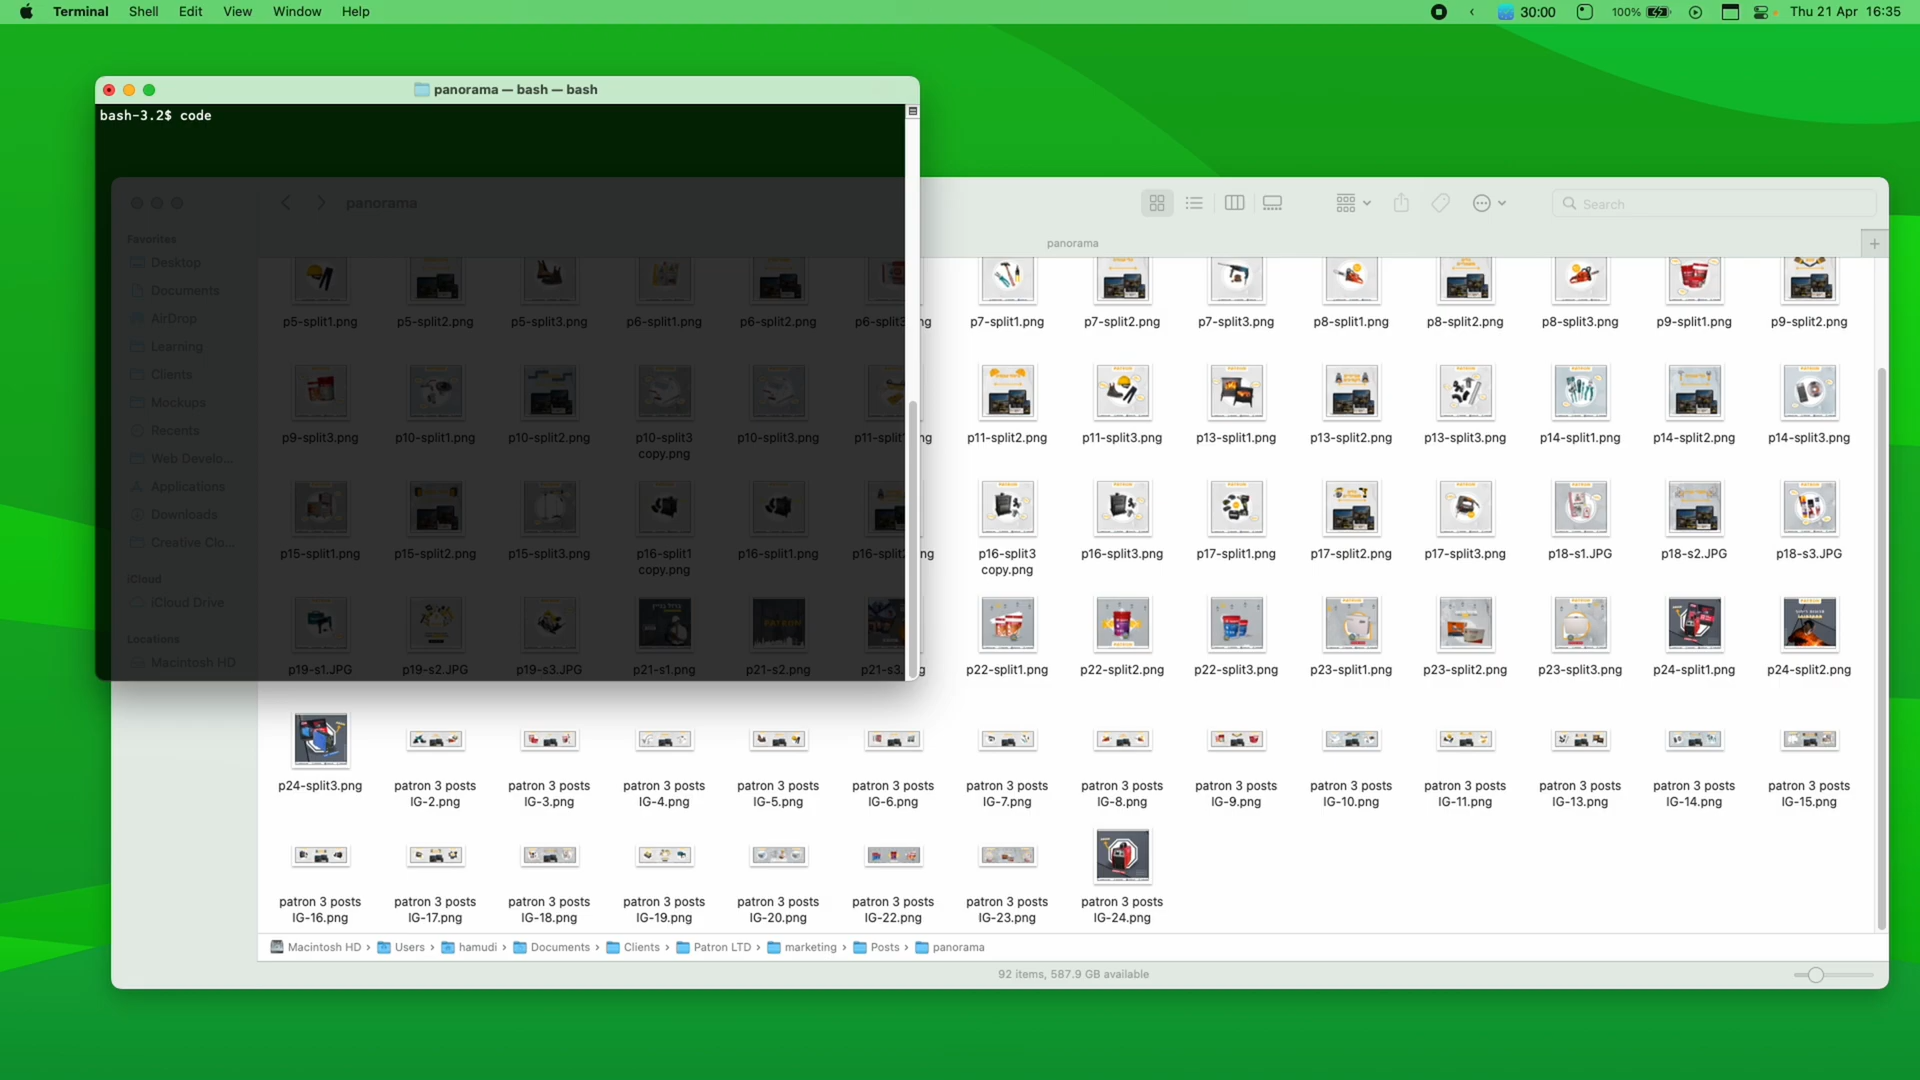 Terminal Shell Edit View Window Help
30:00 100% Thu 21 Apr 16:35
panorama — bash — bash
bash-3.2$ code
panorama
Search
panorama
Favorites
Desktop
Documents
AirDrop
Learning
Clients
Mockups
Recents
Web Develo...
Applications
Downloads
Creative Clo...
iCloud
iCloud Drive
Locations
Macintosh HD
p5-split1.png p5-split2.png p5-split3.png p6-split1.png p6-split2.png p6-split3 ng p7-split1.png p7-split2.png p7-split3.png p8-split1.png p8-split2.png p8-split3.png p9-split1.png p9-split2.png
p9-split3.png p10-split1.png p10-split2.png p10-split3 copy.png p10-split3.png p11-split ng p11-split2.png p11-split3.png p13-split1.png p13-split2.png p13-split3.png p14-split1.png p14-split2.png p14-split3.png
p15-split1.png p15-split2.png p15-split3.png p16-split1 copy.png p16-split1.png p16-split ng p16-split3 copy.png p16-split3.png p17-split1.png p17-split2.png p17-split3.png p18-s1.JPG p18-s2.JPG p18-s3.JPG
p19-s1.JPG p19-s2.JPG p19-s3.JPG p21-s1.png p21-s2.png p21-s3. g p22-split1.png p22-split2.png p22-split3.png p23-split1.png p23-split2.png p23-split3.png p24-split1.png p24-split2.png
p24-split3.png patron 3 posts IG-2.png patron 3 posts IG-3.png patron 3 posts IG-4.png patron 3 posts IG-5.png patron 3 posts IG-6.png patron 3 posts IG-7.png patron 3 posts IG-8.png patron 3 posts IG-9.png patron 3 posts IG-10.png patron 3 posts IG-11.png patron 3 posts IG-13.png patron 3 posts IG-14.png patron 3 posts IG-15.png
patron 3 posts IG-16.png patron 3 posts IG-17.png patron 3 posts IG-18.png patron 3 posts IG-19.png patron 3 posts IG-20.png patron 3 posts IG-22.png patron 3 posts IG-23.png patron 3 posts IG-24.png
Macintosh HD › Users › hamudi › Documents › Clients › Patron LTD › marketing › Posts › panorama
92 items, 587.9 GB available